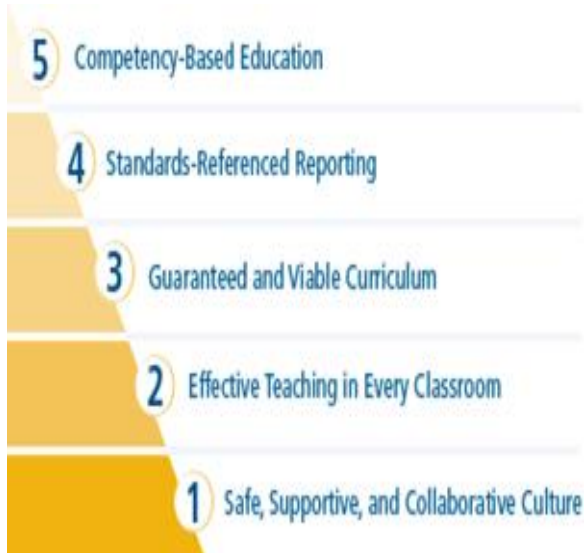 5 Competency-Based Education
4 Standards-Referenced Reporting
3 Guaranteed and Viable Curriculum
2 Effective Teaching in Every Classroom
1 Safe, Supportive, and Collaborative Culture